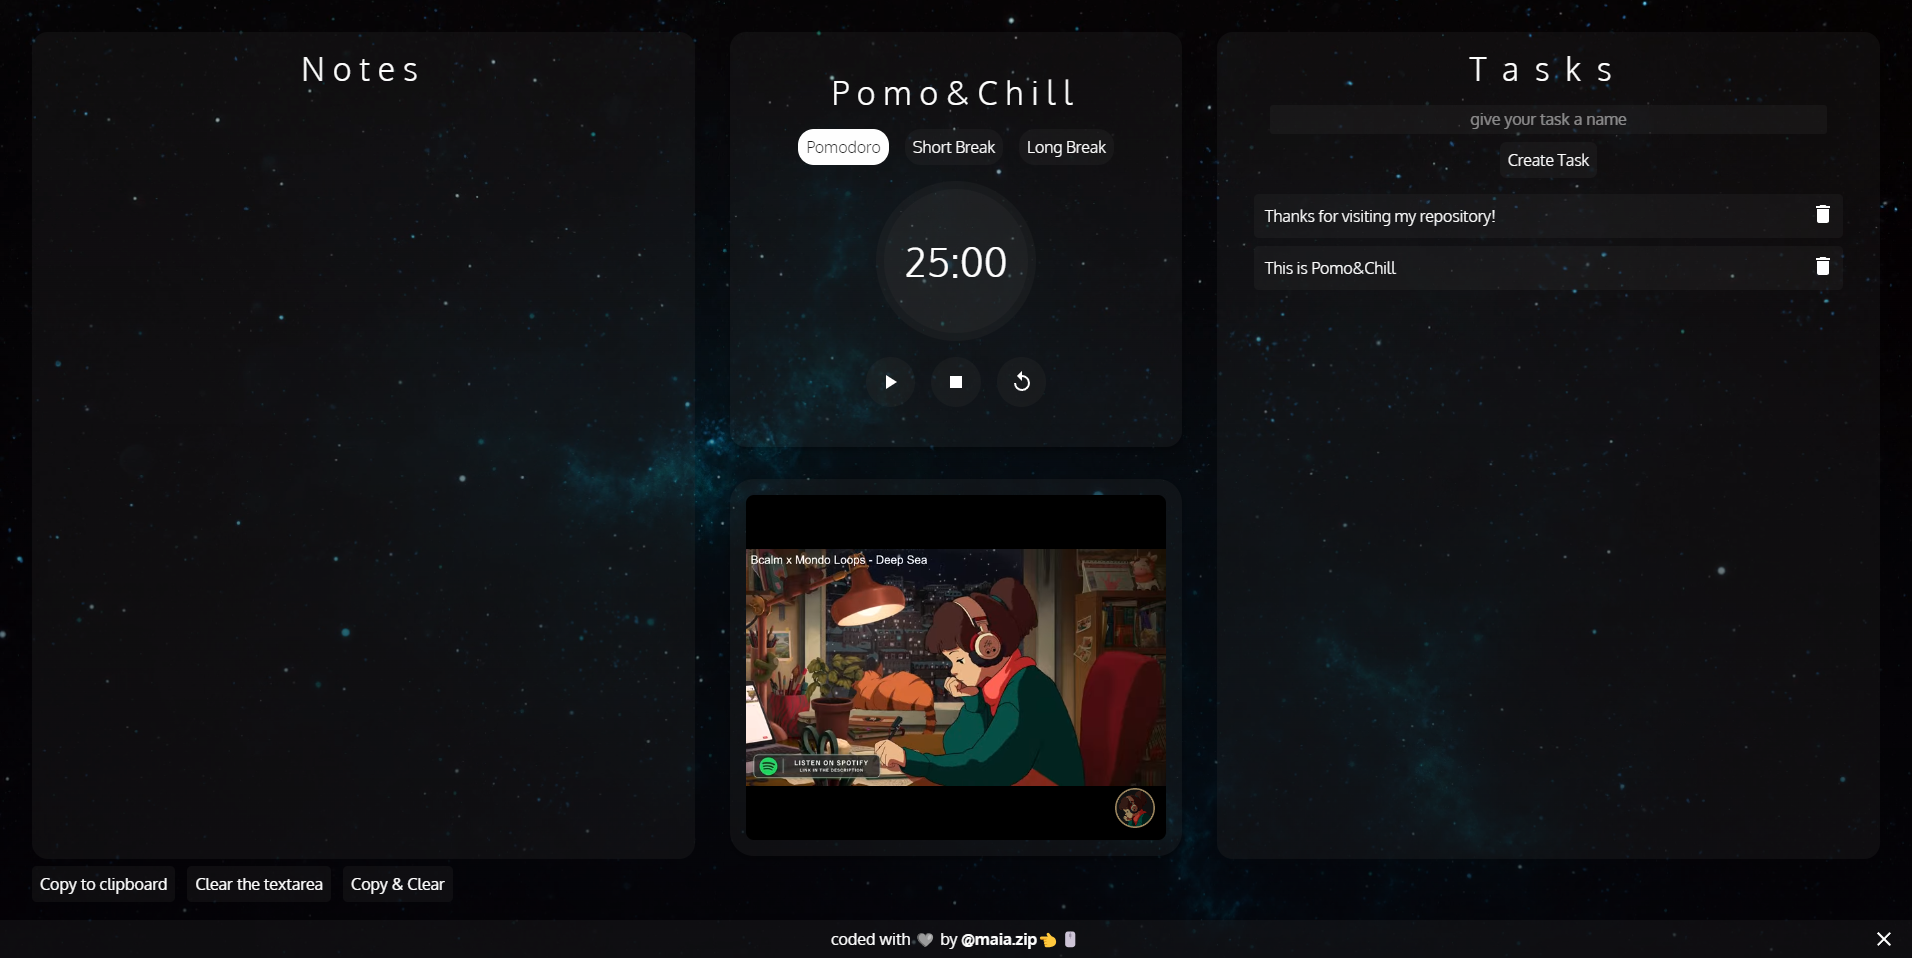 Notes
Copy to clipboard
Clear the textarea
Copy & Clear
Pomo&Chill
Pomodoro
Short Break
Long Break
25:00
Bcalm x Mondo Loops - Deep Sea
LISTEN ON SPOTIFY
LINK IN THE DESCRIPTION
Tasks
give your task a name
Create Task
Thanks for visiting my repository!
This is Pomo&Chill
coded with 🖤 by @maia.zip👈🖱️